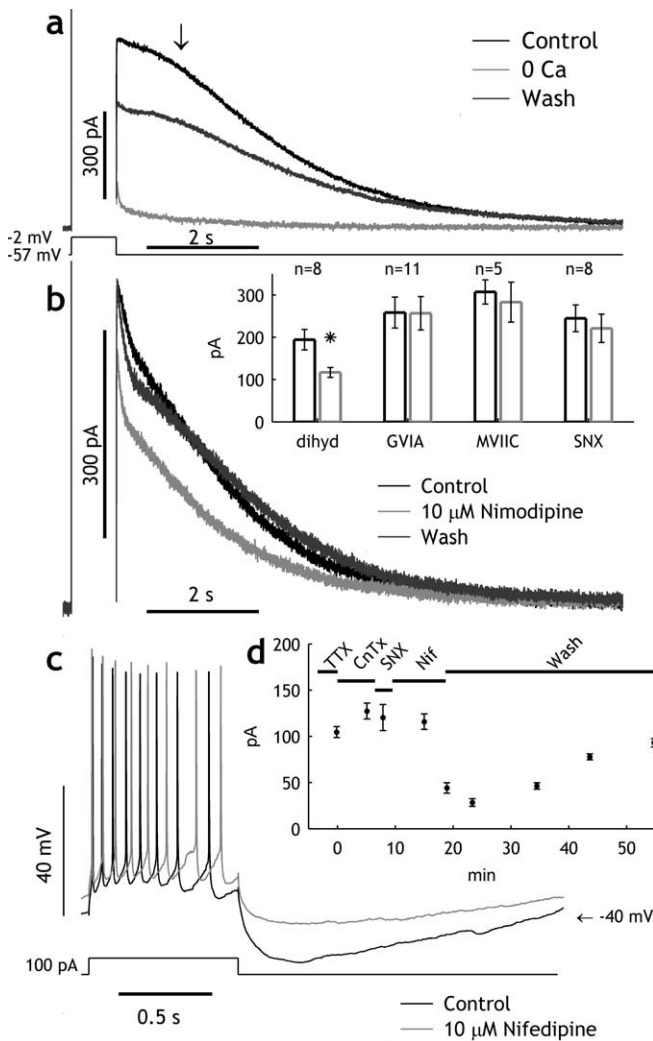 a
Control
0 Ca
Wash
300 pA
-2 mV
-57 mV
2 s
b
n=8 n=11 n=5 n=8
300
200
100
0
pA
dihyd GVIA MVIIC SNX
300 pA
Control
10 μM Nimodipine
Wash
2 s
c
40 mV
100 pA
0.5 s
← -40 mV
Control
10 μM Nifedipine
d
TTX CnTx SNX Nif Wash
200
150
100
50
0
pA
0 10 20 30 40 50
min